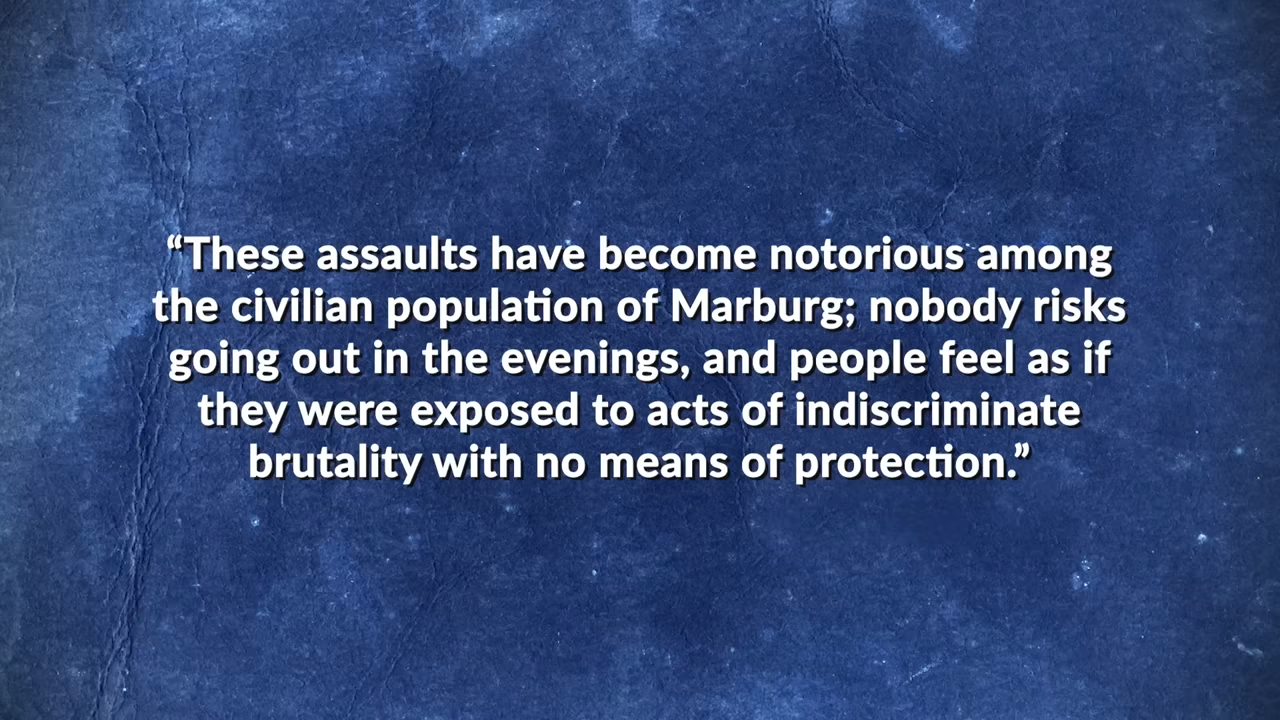 “These assaults have become notorious among
the civilian population of Marburg; nobody risks
going out in the evenings, and people feel as if
they were exposed to acts of indiscriminate
brutality with no means of protection.”